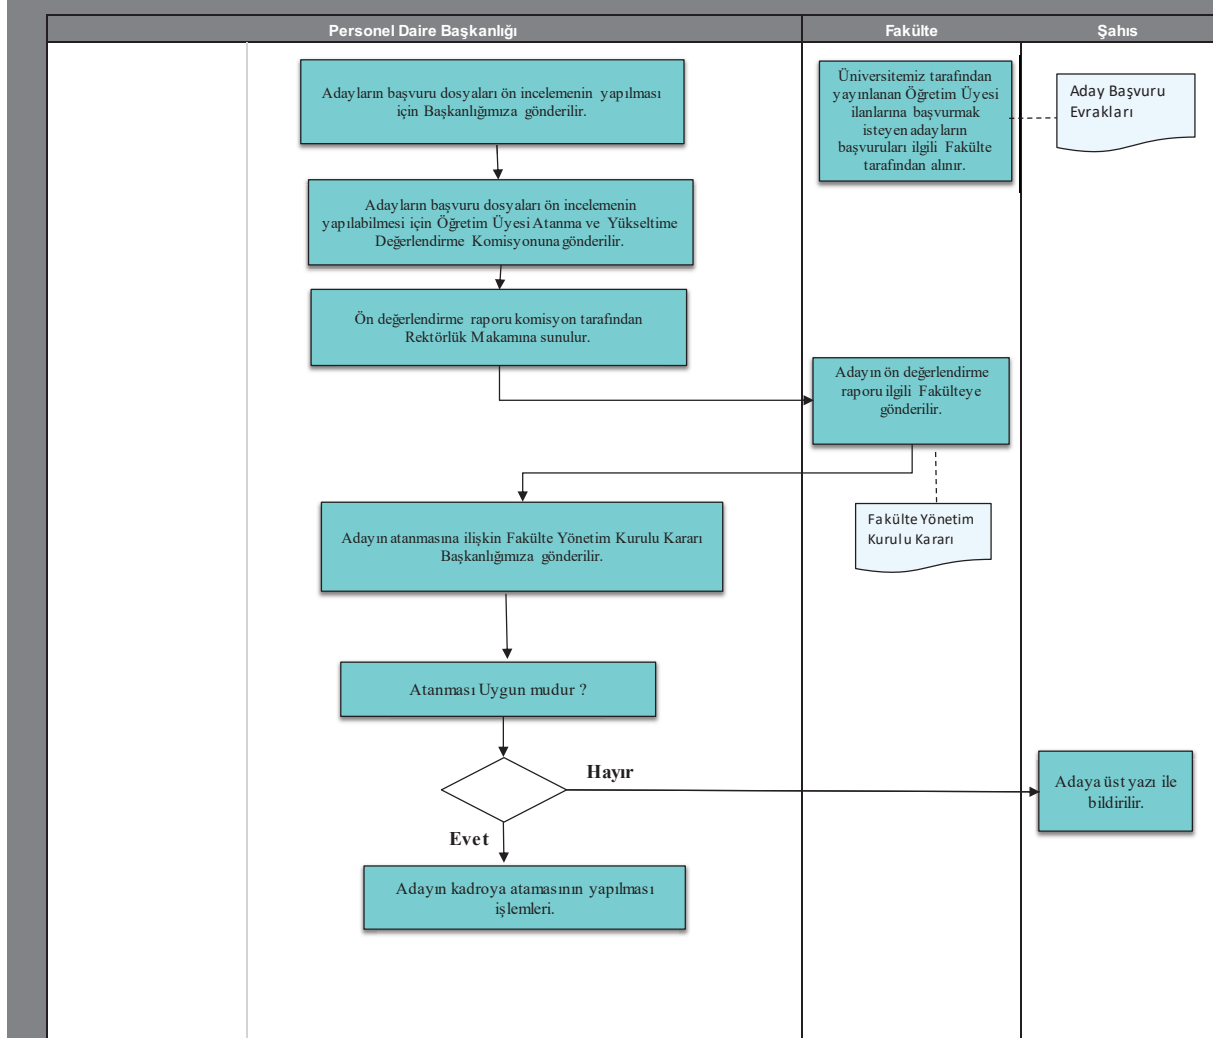 Personel Daire Başkanlığı
Fakülte
Şahıs
Adayların başvuru dosyaları ön incelemenin yapılması
için Başkanlığımıza gönderilir.
Üniversitemiz tarafından
yayınlanan Öğretim Üyesi
ilanlarına başvurmak
isteyen adayların
başvuruları ilgili Fakülte
tarafından alınır.
Aday Başvuru
Evrakları
Adayların başvuru dosyaları ön incelemenin
yapılabilmesi için Öğretim Üyesi Atanma ve Yükseltime
Değerlendirme Komisyonuna gönderilir.
Ön değerlendirme raporu komisyon tarafından
Rektörlük Makamına sunulur.
Adayın ön değerlendirme
raporu ilgili Fakülteye
gönderilir.
Fakülte Yönetim
Kurulu Kararı
Adayın atanmasına ilişkin Fakülte Yönetim Kurulu Kararı
Başkanlığımıza gönderilir.
Atanması Uygun mudur ?
Hayır
Adaya üst yazı ile
bildirilir.
Evet
Adayın kadroya atamasının yapılması
işlemleri.